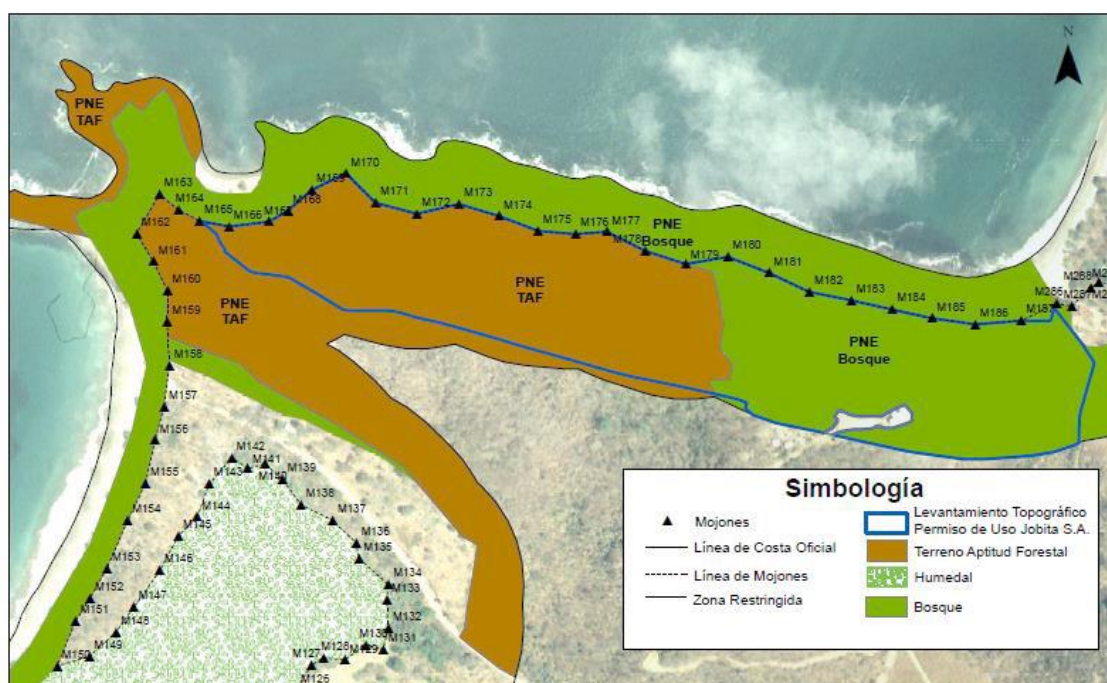 N
PNE
TAF
M163
M164
M165
M166
M167
M168
M169
M170
M171
M172
M173
M174
M175
M176
M177
M178
M179
M180
M181
M182
M183
M184
M185
M186
M187
M286
M287
M288
PNE
Bosque
PNE
TAF
PNE
TAF
PNE
Bosque
M162
M161
M160
M159
M158
M157
M156
M155
M154
M153
M152
M151
M150
M149
M148
M147
M146
M145
M144
M143
M142
M141
M140
M139
M138
M137
M136
M135
M134
M133
M132
M131
M130
M129
M128
M127
M126
Simbología
Mojones
Línea de Costa Oficial
Línea de Mojones
Zona Restringida
Levantamiento Topográfico
Permiso de Uso Jobita S.A.
Terreno Aptitud Forestal
Humedal
Bosque